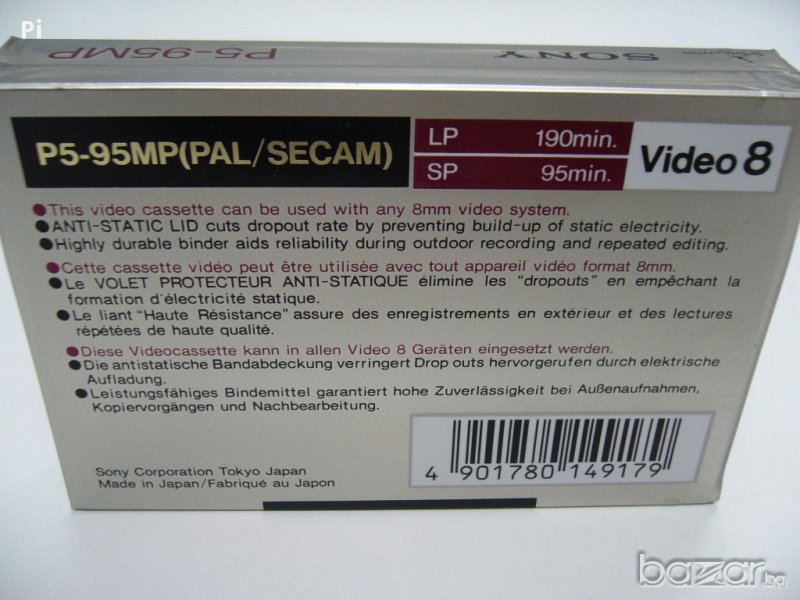 Pi
P5-95MP SONY
P5-95MP(PAL/SECAM)
LP 190min.
SP 95min.
Video 8
●This video cassette can be used with any 8mm video system.
●ANTI-STATIC LID cuts dropout rate by preventing build-up of static electricity.
●Highly durable binder aids reliability during outdoor recording and repeated editing.
●Cette cassette vidéo peut être utilisée avec tout appareil vidéo format 8mm.
●Le VOLET PROTECTEUR ANTI-STATIQUE élimine les "dropouts" en empêchant la
formation d'électricité statique.
●Le liant "Haute Résistance" assure des enregistrements en extérieur et des lectures
répétées de haute qualité.
●Diese Videocassette kann in allen Video 8 Geräten eingesetzt werden.
●Die antistatische Bandabdeckung verringert Drop outs hervorgerufen durch elektrische
Aufladung.
●Leistungsfähiges Bindemittel garantiert hohe Zuverlässigkeit bei Außenaufnahmen,
Kopiervorgängen und Nachbearbeitung.
4 901780 149179
Sony Corporation Tokyo Japan
Made in Japan/Fabriqué au Japon
bazar.bg